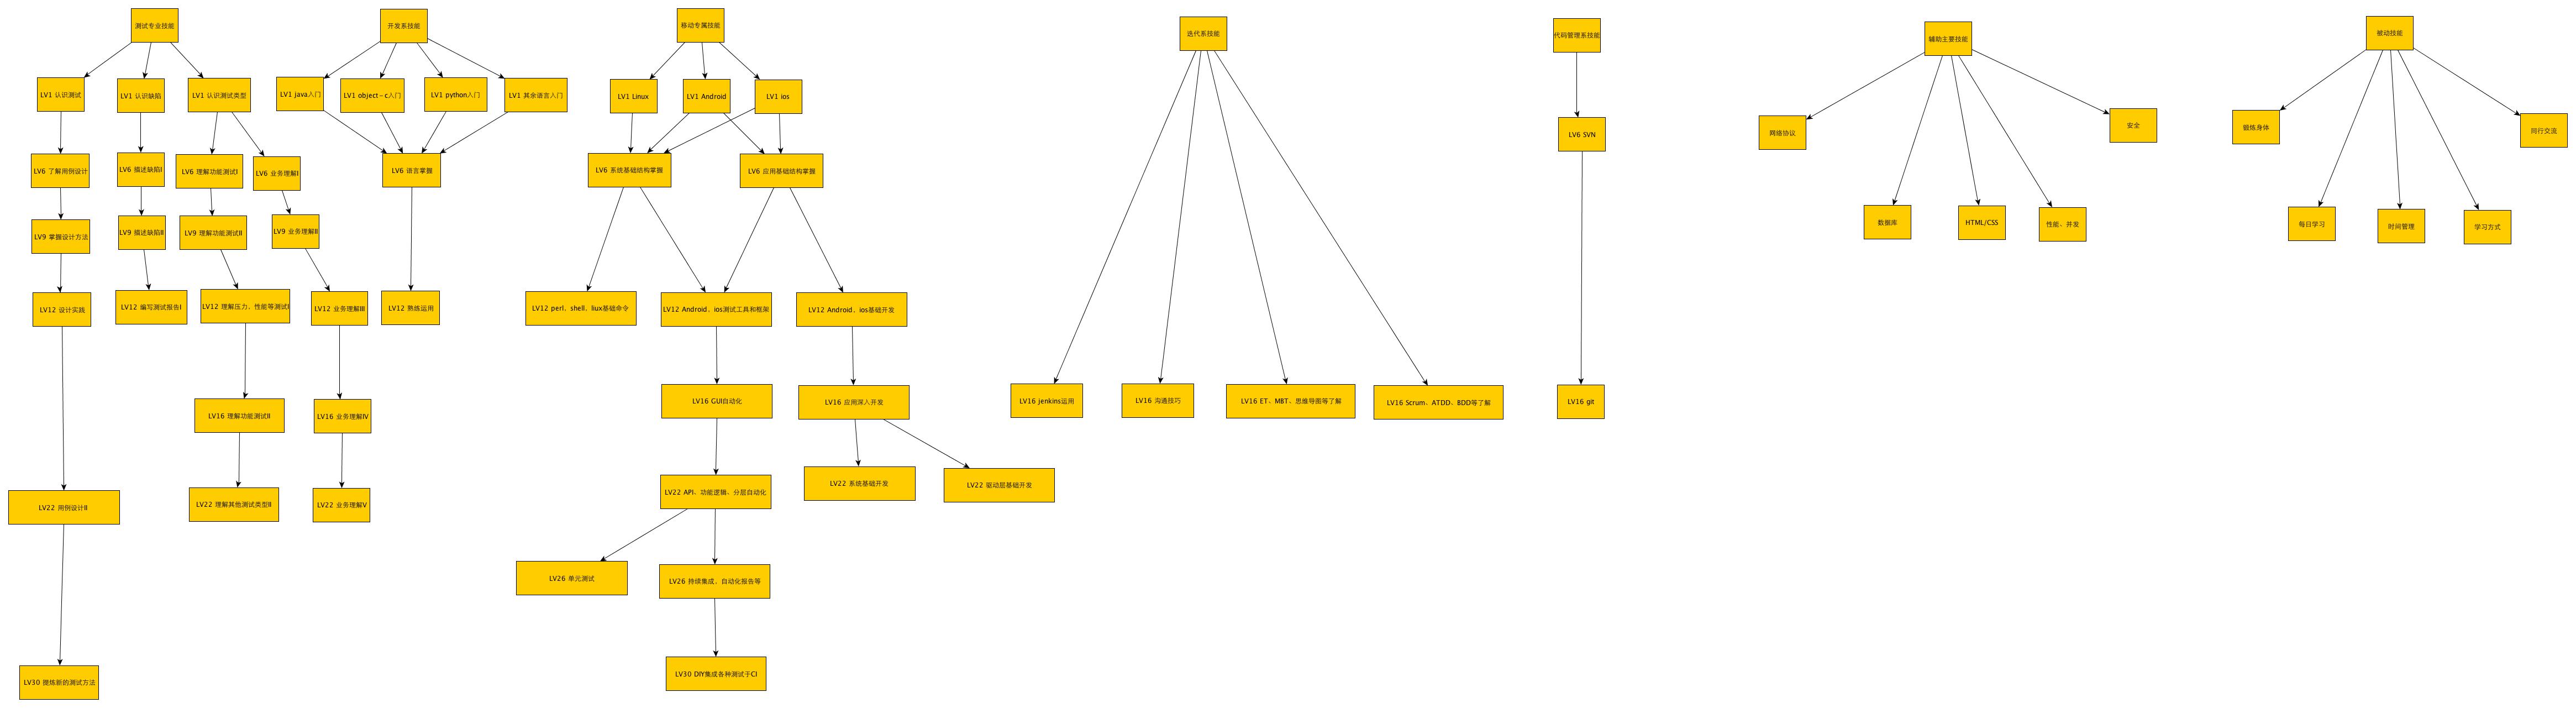 测试专业技能
开发系技能
移动专属技能
迭代系技能
代码管理系技能
辅助主要技能
被动技能
LV1 认识测试
LV1 认识缺陷
LV1 认识测试类型
LV1 java入门
LV1 object-c入门
LV1 python入门
LV1 其余语言入门
LV1 Linux
LV1 Android
LV1 ios
LV6 SVN
网络协议
安全
锻炼身体
同行交流
LV6 了解用例设计
LV6 描述缺陷I
LV6 理解功能测试I
LV6 业务理解I
LV6 语言掌握
LV6 系统基础结构掌握
LV6 应用基础结构掌握
数据库
HTML/CSS
性能、并发
每日学习
时间管理
学习方式
LV9 掌握设计方法
LV9 描述缺陷II
LV9 理解功能测试II
LV9 业务理解II
LV12 设计实践
LV12 编写测试报告I
LV12 理解压力、性能等测试I
LV12 业务理解III
LV12 熟练运用
LV12 perl、shell、liux基础命令
LV12 Android、ios测试工具和框架
LV12 Android、ios基础开发
LV16 理解功能测试II
LV16 业务理解IV
LV16 GUI自动化
LV16 应用深入开发
LV16 jenkins运用
LV16 沟通技巧
LV16 ET、MBT、思维导图等了解
LV16 Scrum、ATDD、BDD等了解
LV16 git
LV22 用例设计II
LV22 理解其他测试类型II
LV22 业务理解V
LV22 API、功能逻辑、分层自动化
LV22 系统基础开发
LV22 驱动层基础开发
LV26 单元测试
LV26 持续集成、自动化报告等
LV30 提炼新的测试方法
LV30 DIY集成各种测试于CI